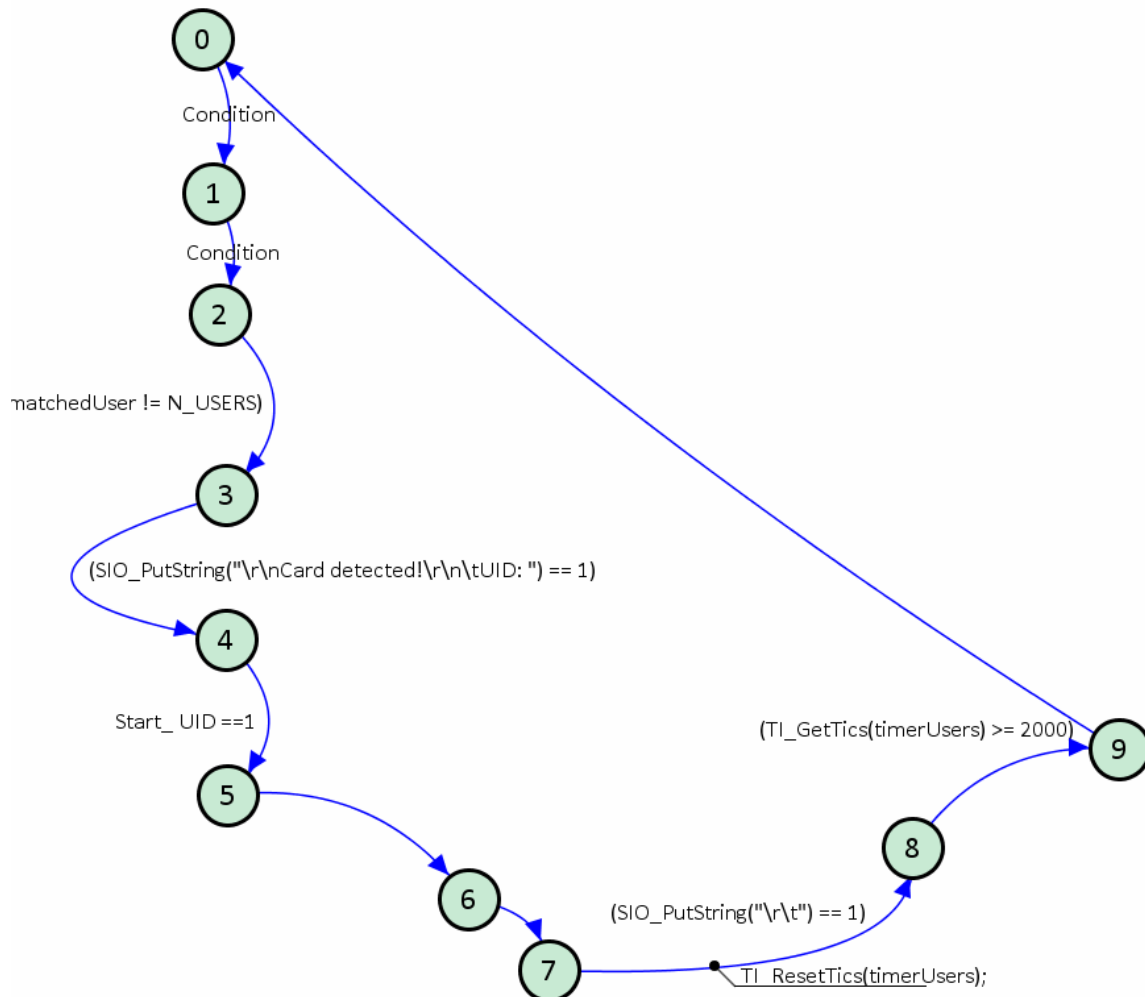 0
Condition
1
Condition
2
matchedUser != N_USERS)
3
(SIO_PutString("\r\nCard detected!\r\n\tUID: ") == 1)
4
Start_ UID ==1
(TI_GetTics(timerUsers) >= 2000)
9
5
8
6
(SIO_PutString("\r\t") == 1)
7
TI_ResetTics(timerUsers);